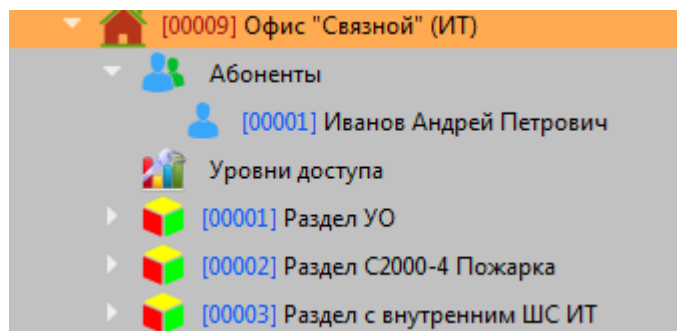 [00009] Офис "Связной" (ИТ)
Абоненты
[00001] Иванов Андрей Петрович
Уровни доступа
[00001] Раздел УО
[00002] Раздел С2000-4 Пожарка
[00003] Раздел с внутренним ШС ИТ